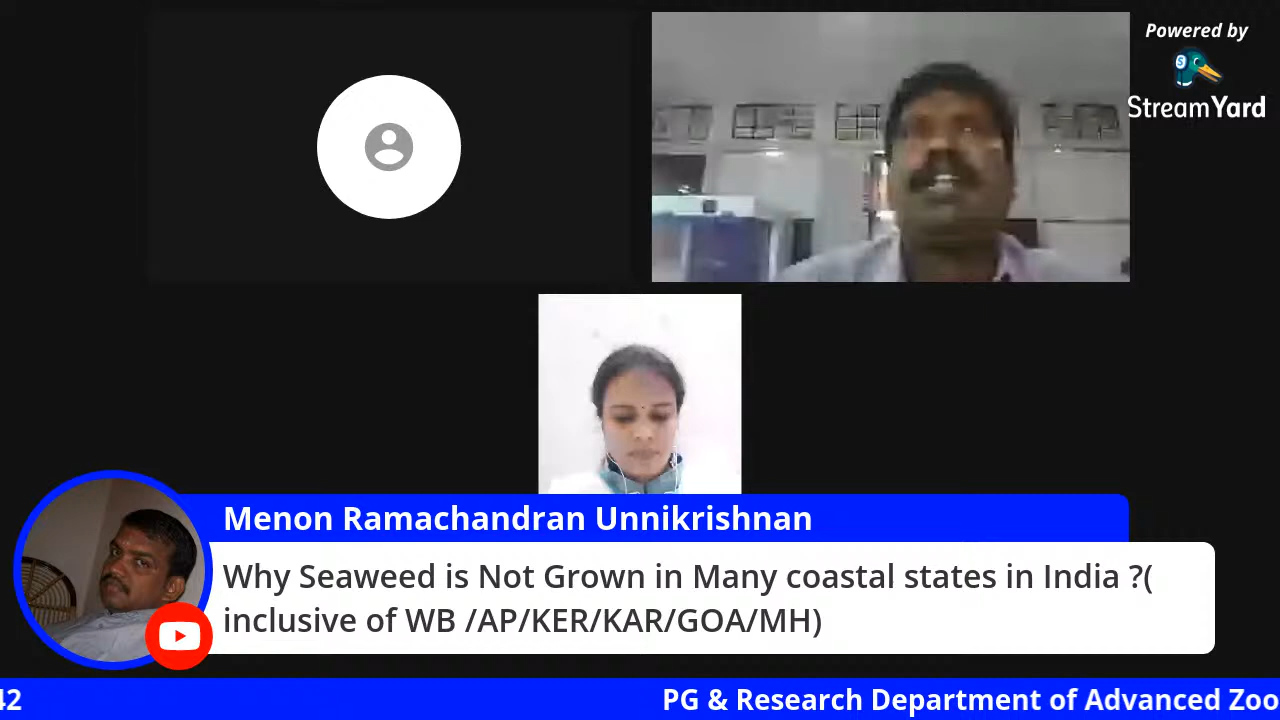 Powered by
StreamYard
Menon Ramachandran Unnikrishnan
Why Seaweed is Not Grown in Many coastal states in India ?(
inclusive of WB /AP/KER/KAR/GOA/MH)
42 PG & Research Department of Advanced Zoo